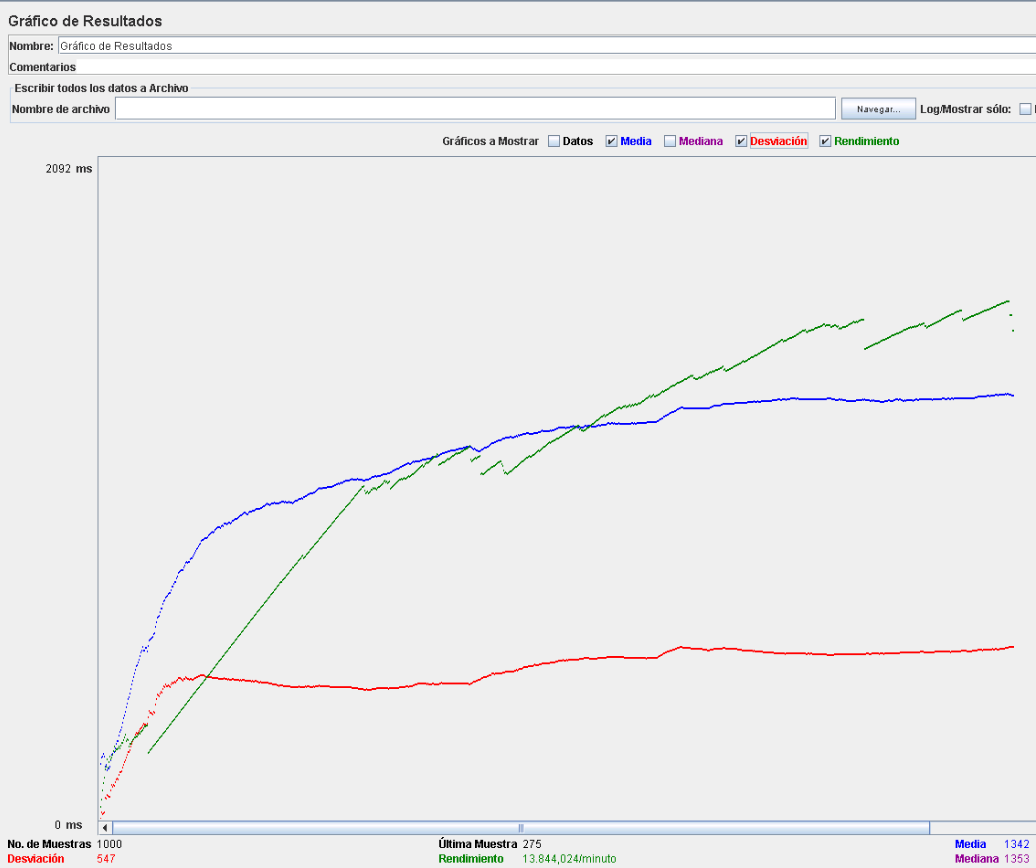 Gráfico de Resultados
Nombre: Gráfico de Resultados
Comentarios
Escribir todos los datos a Archivo
Nombre de archivo Navegar... Log/Mostrar sólo:
Gráficos a Mostrar Datos Media Mediana Desviación Rendimiento
2092 ms
0 ms
No. de Muestras 1000 Última Muestra 275 Media 1342
Desviación 547 Rendimiento 13.844,024/minuto Mediana 1353